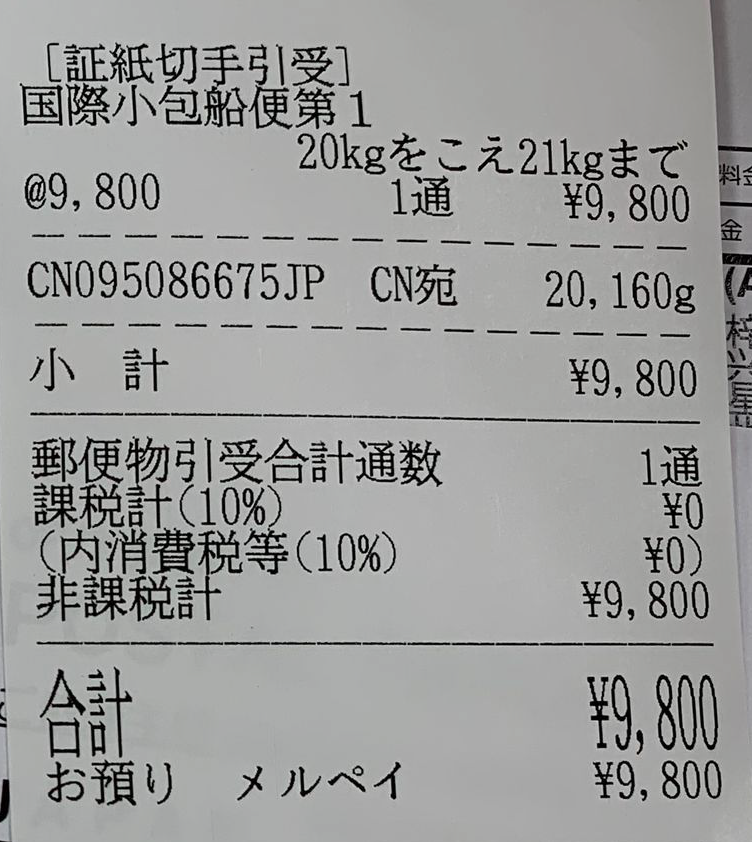 [証紙切手引受]
国際小包船便第1
20kgをこえ21kgまで
@9,800 1通 ¥9,800
CN095086675JP CN宛 20,160g
小 計 ¥9,800
郵便物引受合計通数 1通
課税計(10%) ¥0
(内消費税等(10%) ¥0)
非課税計 ¥9,800
合計 ¥9,800
お預り メルペイ ¥9,800
料金
金